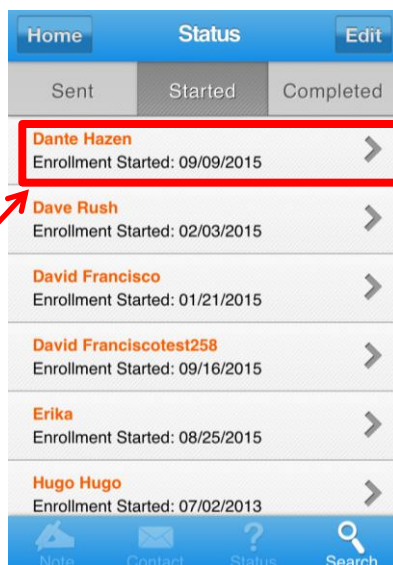 Home Status Edit
Sent Started Completed
Dante Hazen
Enrollment Started: 09/09/2015
Dave Rush
Enrollment Started: 02/03/2015
David Francisco
Enrollment Started: 01/21/2015
David Franciscotest258
Enrollment Started: 09/16/2015
Erika
Enrollment Started: 08/25/2015
Hugo Hugo
Enrollment Started: 07/02/2013
?
Note Contact Status Search